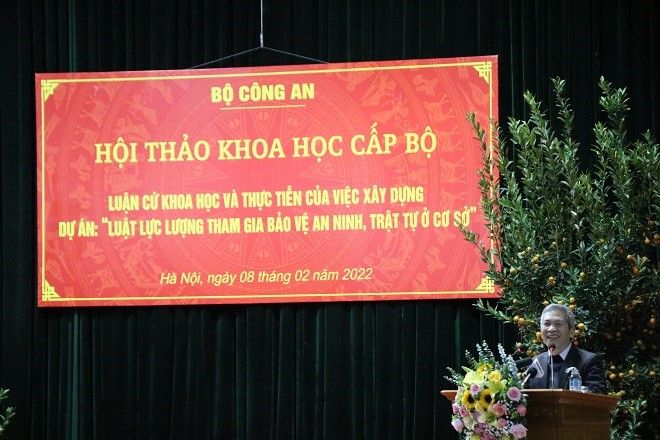 BỘ CÔNG AN
HỘI THẢO KHOA HỌC CẤP BỘ
LUẬN CỨ KHOA HỌC VÀ THỰC TIỄN CỦA VIỆC XÂY DỰNG
DỰ ÁN: "LUẬT LỰC LƯỢNG THAM GIA BẢO VỆ AN NINH, TRẬT TỰ Ở CƠ SỞ"
Hà Nội, ngày 08 tháng 02 năm 2022